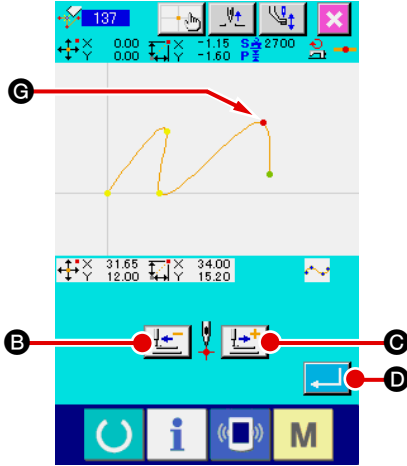 137
X 0.00 X -1.15 S 2700
Y 0.00 Y -1.60 P
G
X 31.65 X 34.00
Y 12.00 Y 15.20
B
C
D
i M